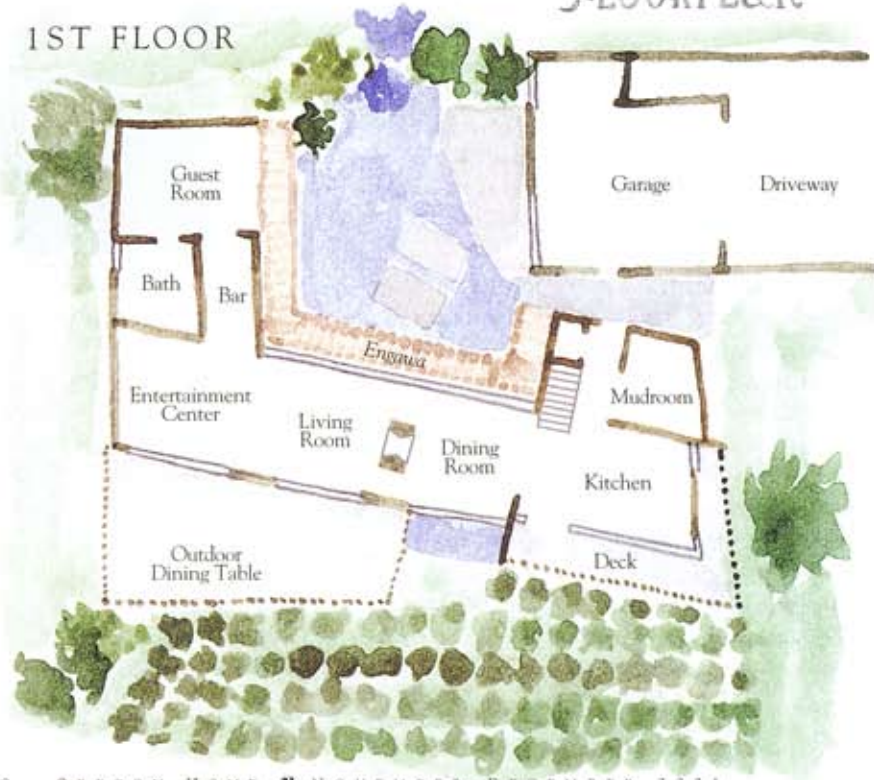 1ST FLOOR
Guest
Room
Garage
Driveway
Bath
Bar
Engawa
Entertainment
Center
Living
Room
Dining
Room
Mudroom
Kitchen
Outdoor
Dining Table
Deck